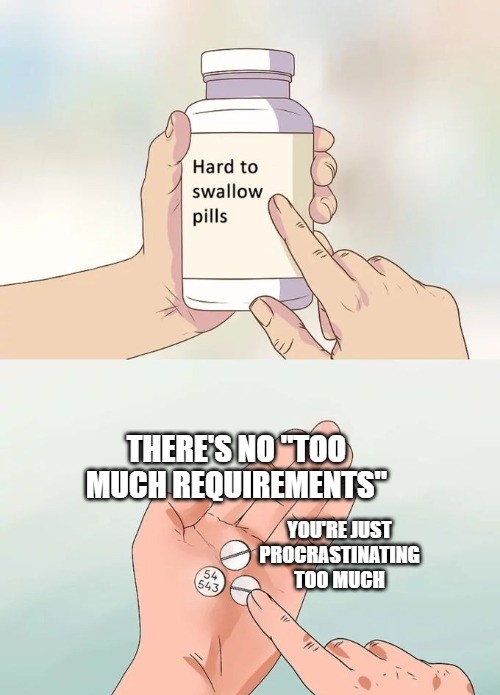 Hard to
swallow
pills
THERE'S NO "TOO
MUCH REQUIREMENTS"
YOU'RE JUST
PROCRASTINATING
TOO MUCH
54
543